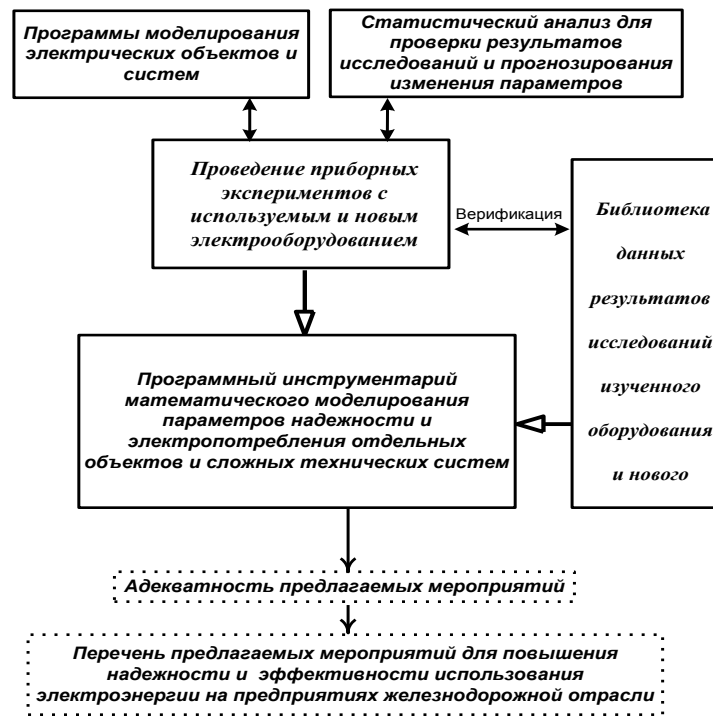 Программы моделирования
электрических объектов и
систем
Статистический анализ для
проверки результатов
исследований и прогнозирования
изменения параметров
Проведение приборных
экспериментов с
используемым и новым
электрооборудованием
Верификация
Библиотека
данных
результатов
исследований
изученного
оборудования
и нового
Программный инструментарий
математического моделирования
параметров надежности и
электропотребления отдельных
объектов и сложных технических систем
Адекватность предлагаемых мероприятий
Перечень предлагаемых мероприятий для повышения
надежности и эффективности использования
электроэнергии на предприятиях железнодорожной отрасли